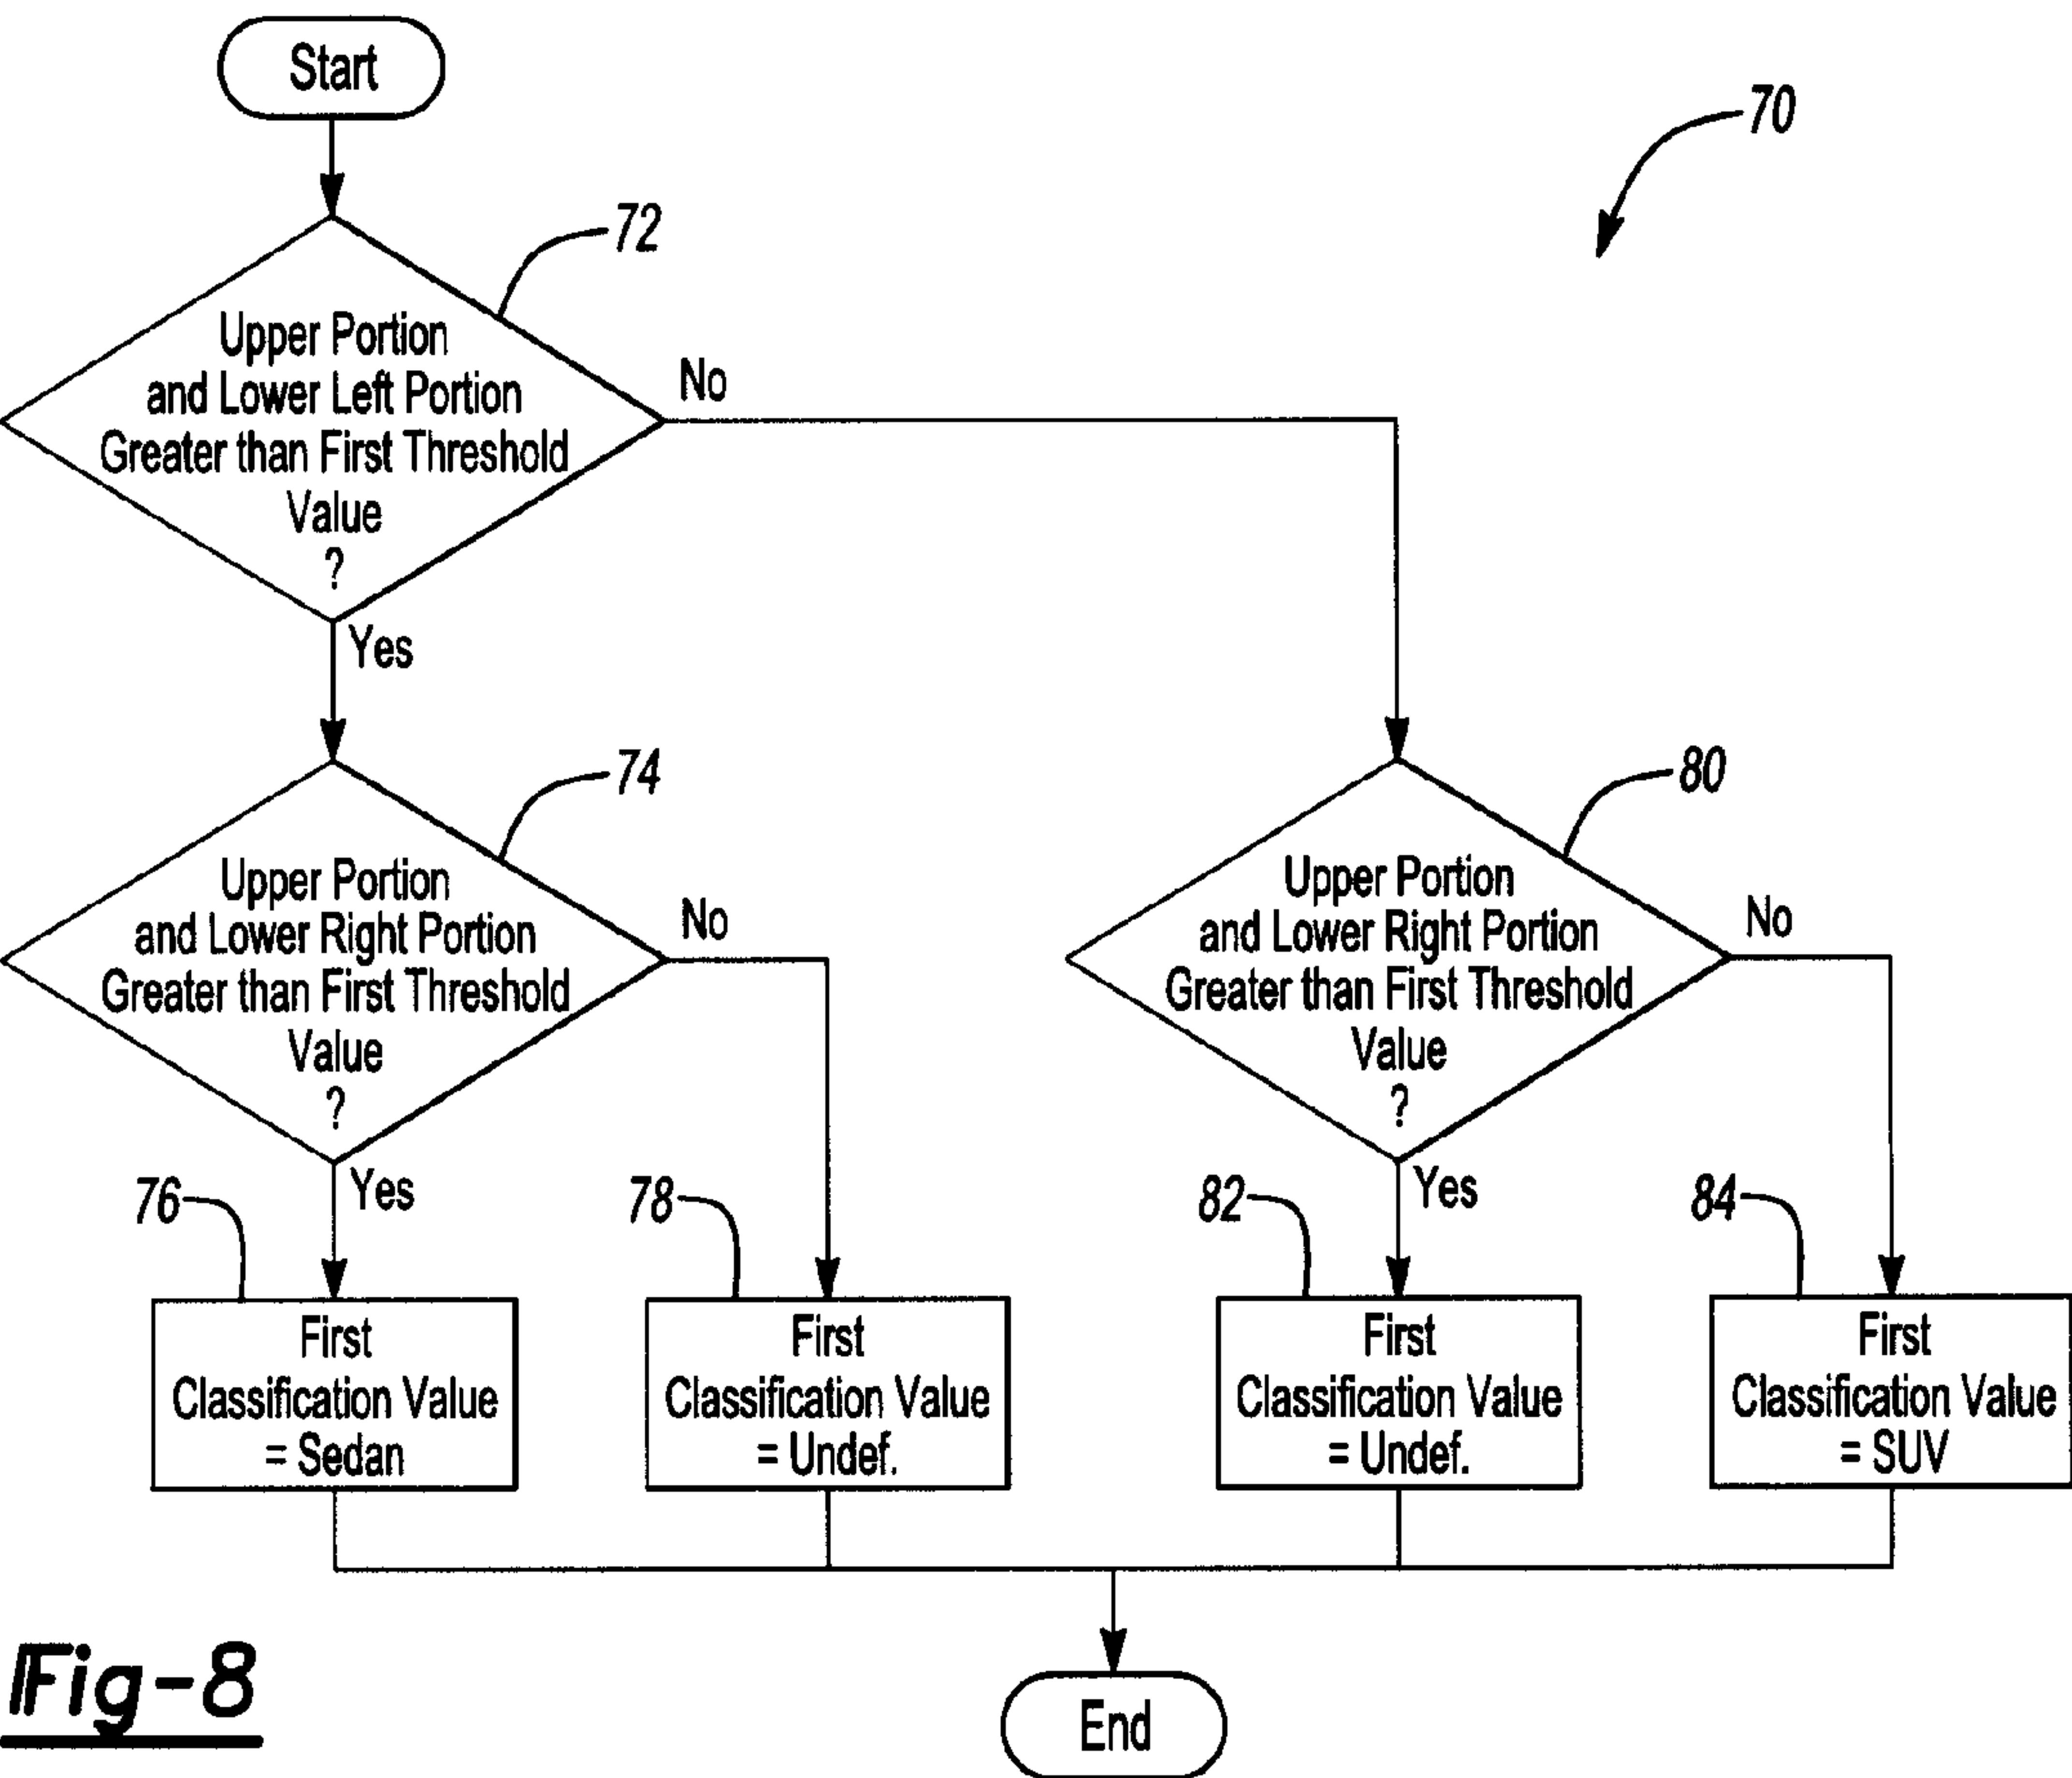 Start
70
72
Upper Portion
and Lower Left Portion
Greater than First Threshold
Value
?
No
Yes
74
Upper Portion
and Lower Right Portion
Greater than First Threshold
Value
?
No
Yes
80
Upper Portion
and Lower Right Portion
Greater than First Threshold
Value
?
No
Yes
76
First
Classification Value
= Sedan
78
First
Classification Value
= Undef.
82
First
Classification Value
= Undef.
84
First
Classification Value
= SUV
End
Fig-8